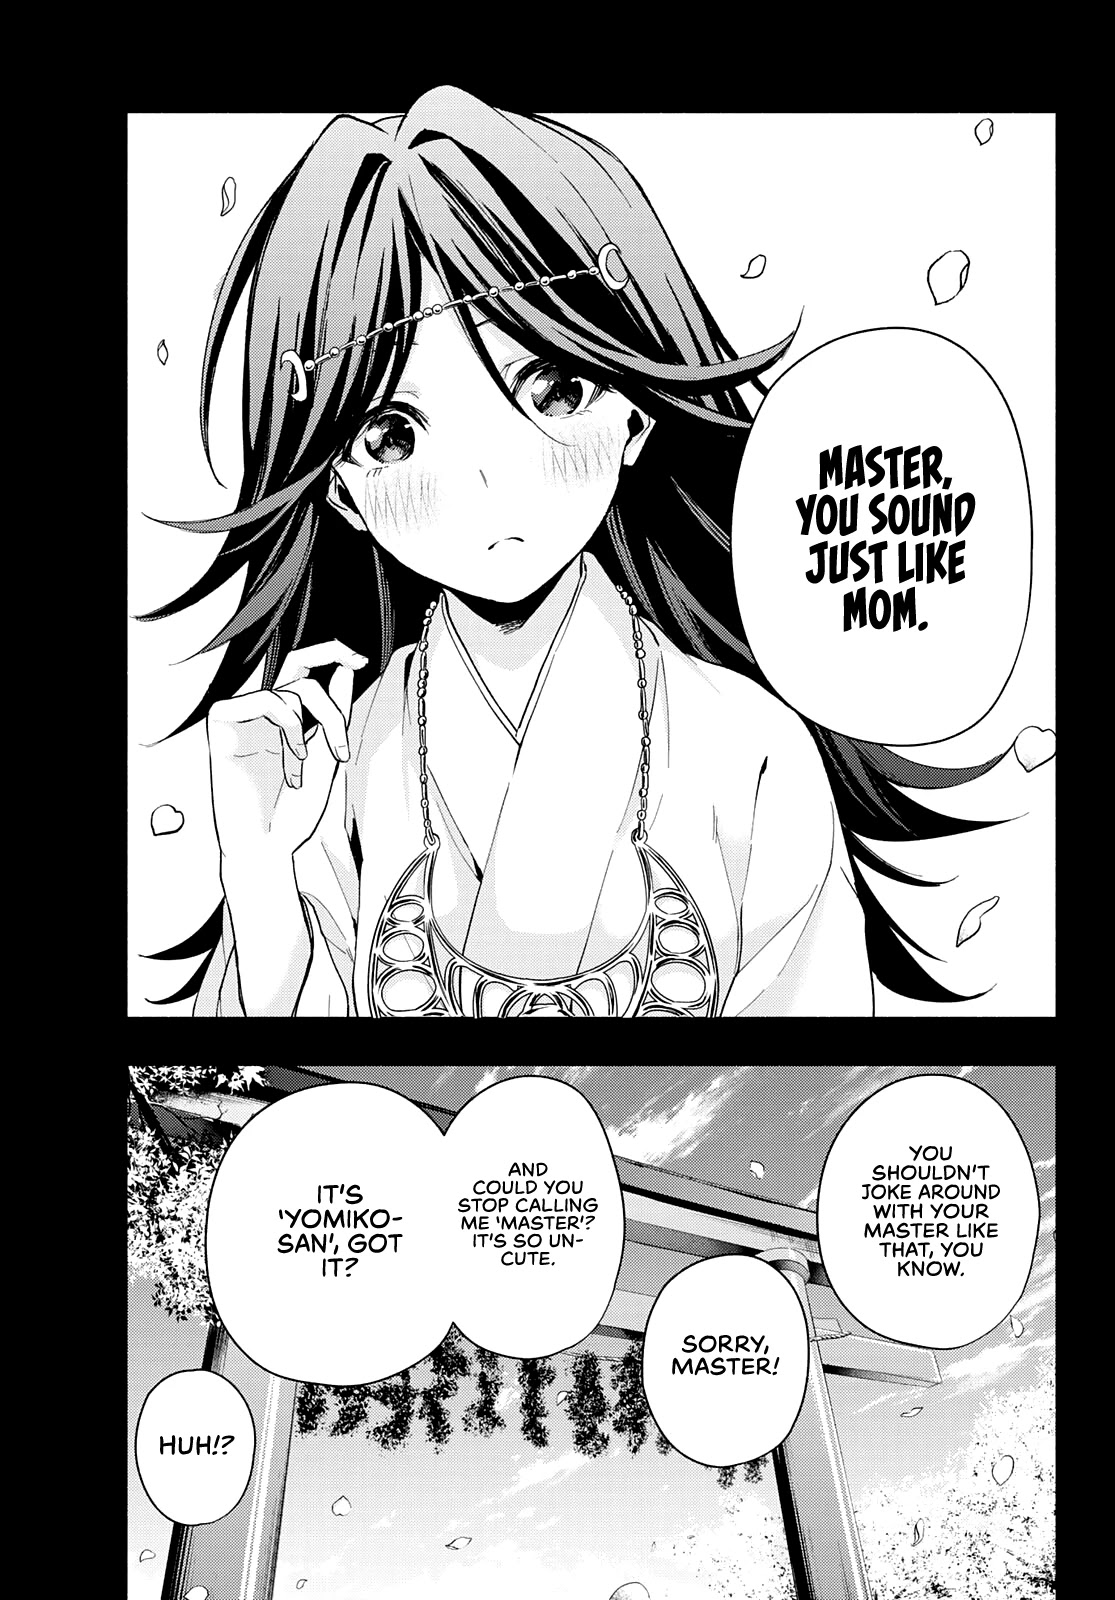 MASTER,
YOU SOUND
JUST LIKE
MOM.
YOU
SHOULDN'T
JOKE AROUND
WITH YOUR
MASTER LIKE
THAT, YOU
KNOW.
SORRY,
MASTER!
AND
COULD YOU
STOP CALLING
ME 'MASTER'?
IT'S SO UN-
CUTE.
IT'S
'YOMIKO-
SAN', GOT
IT?
HUH!?